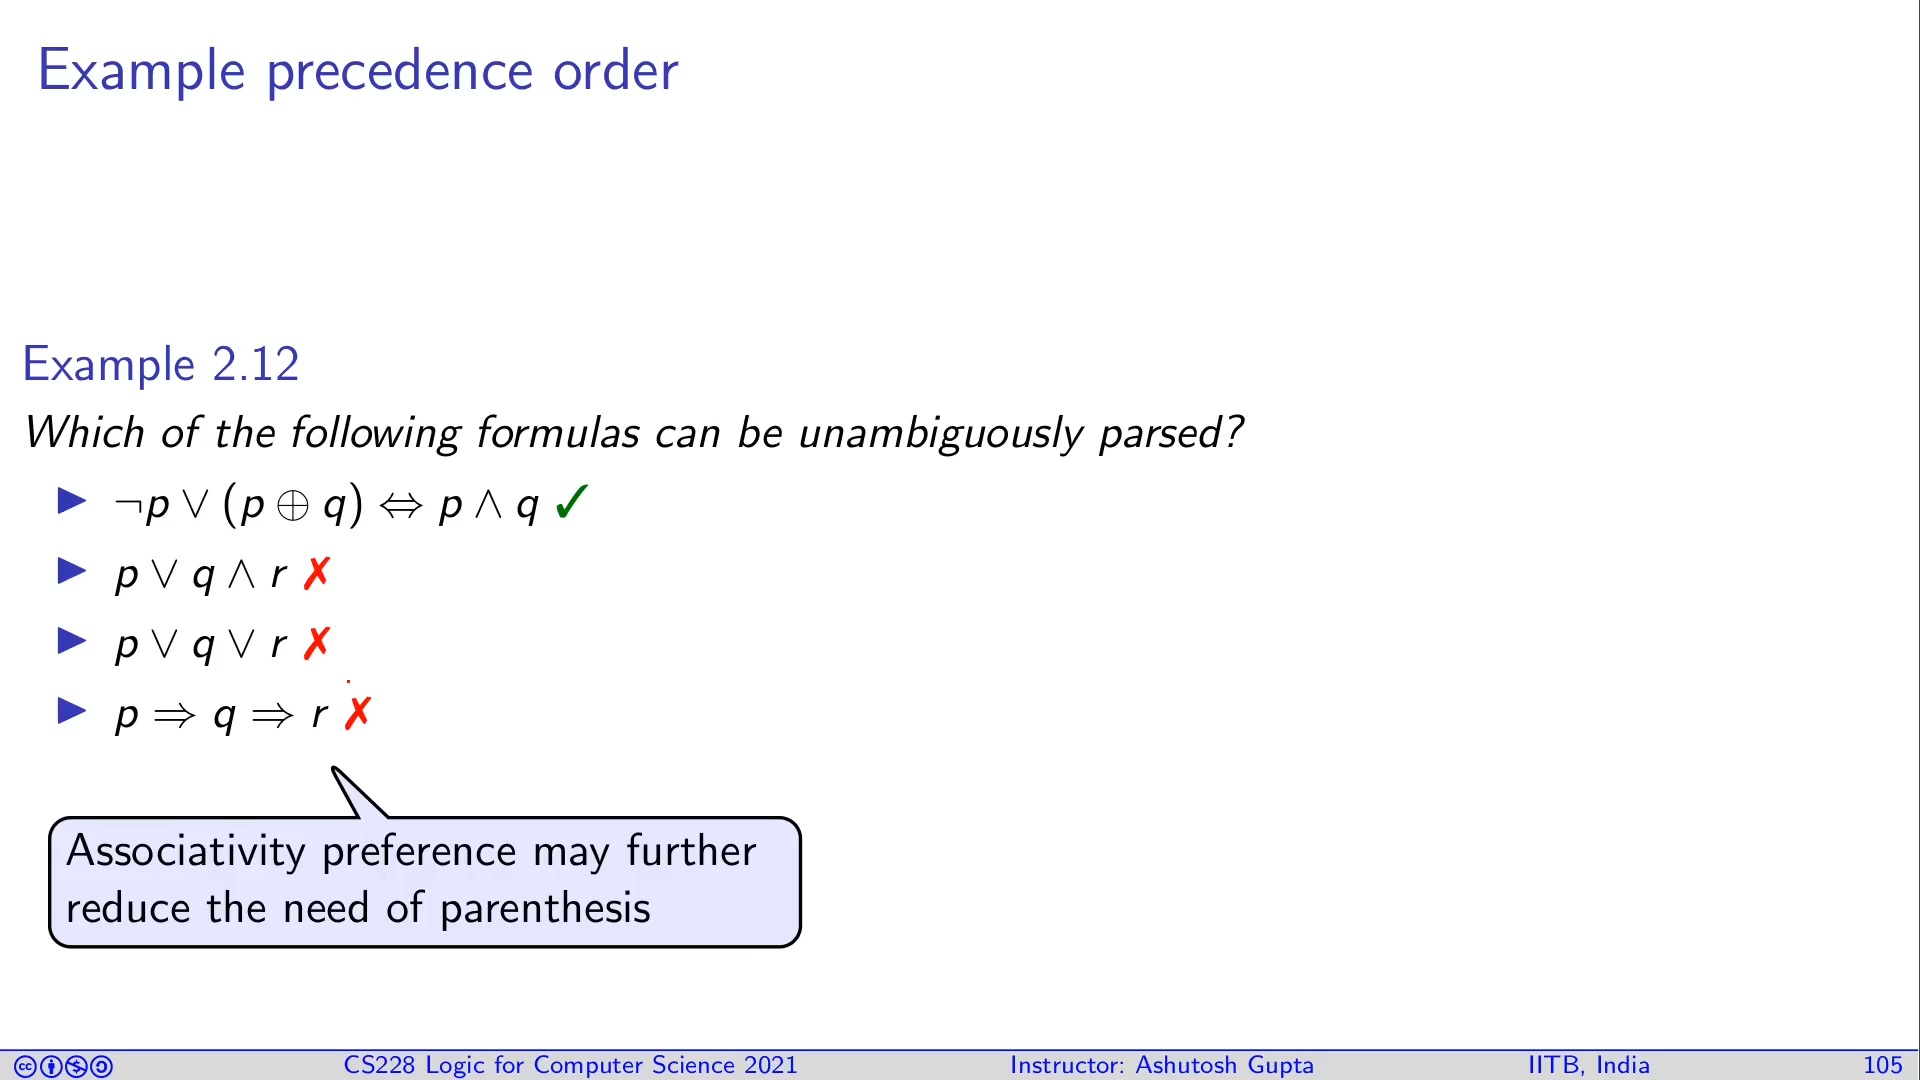 Example precedence order
Example 2.12
Which of the following formulas can be unambiguously parsed?
▶ ¬p ∨ (p ⊕ q) ⇔ p ∧ q ✓
▶ p ∨ q ∧ r ✗
▶ p ∨ q ∨ r ✗
▶ p ⇒ q ⇒ r ✗
Associativity preference may further
reduce the need of parenthesis
CS228 Logic for Computer Science 2021 Instructor: Ashutosh Gupta IITB, India 105